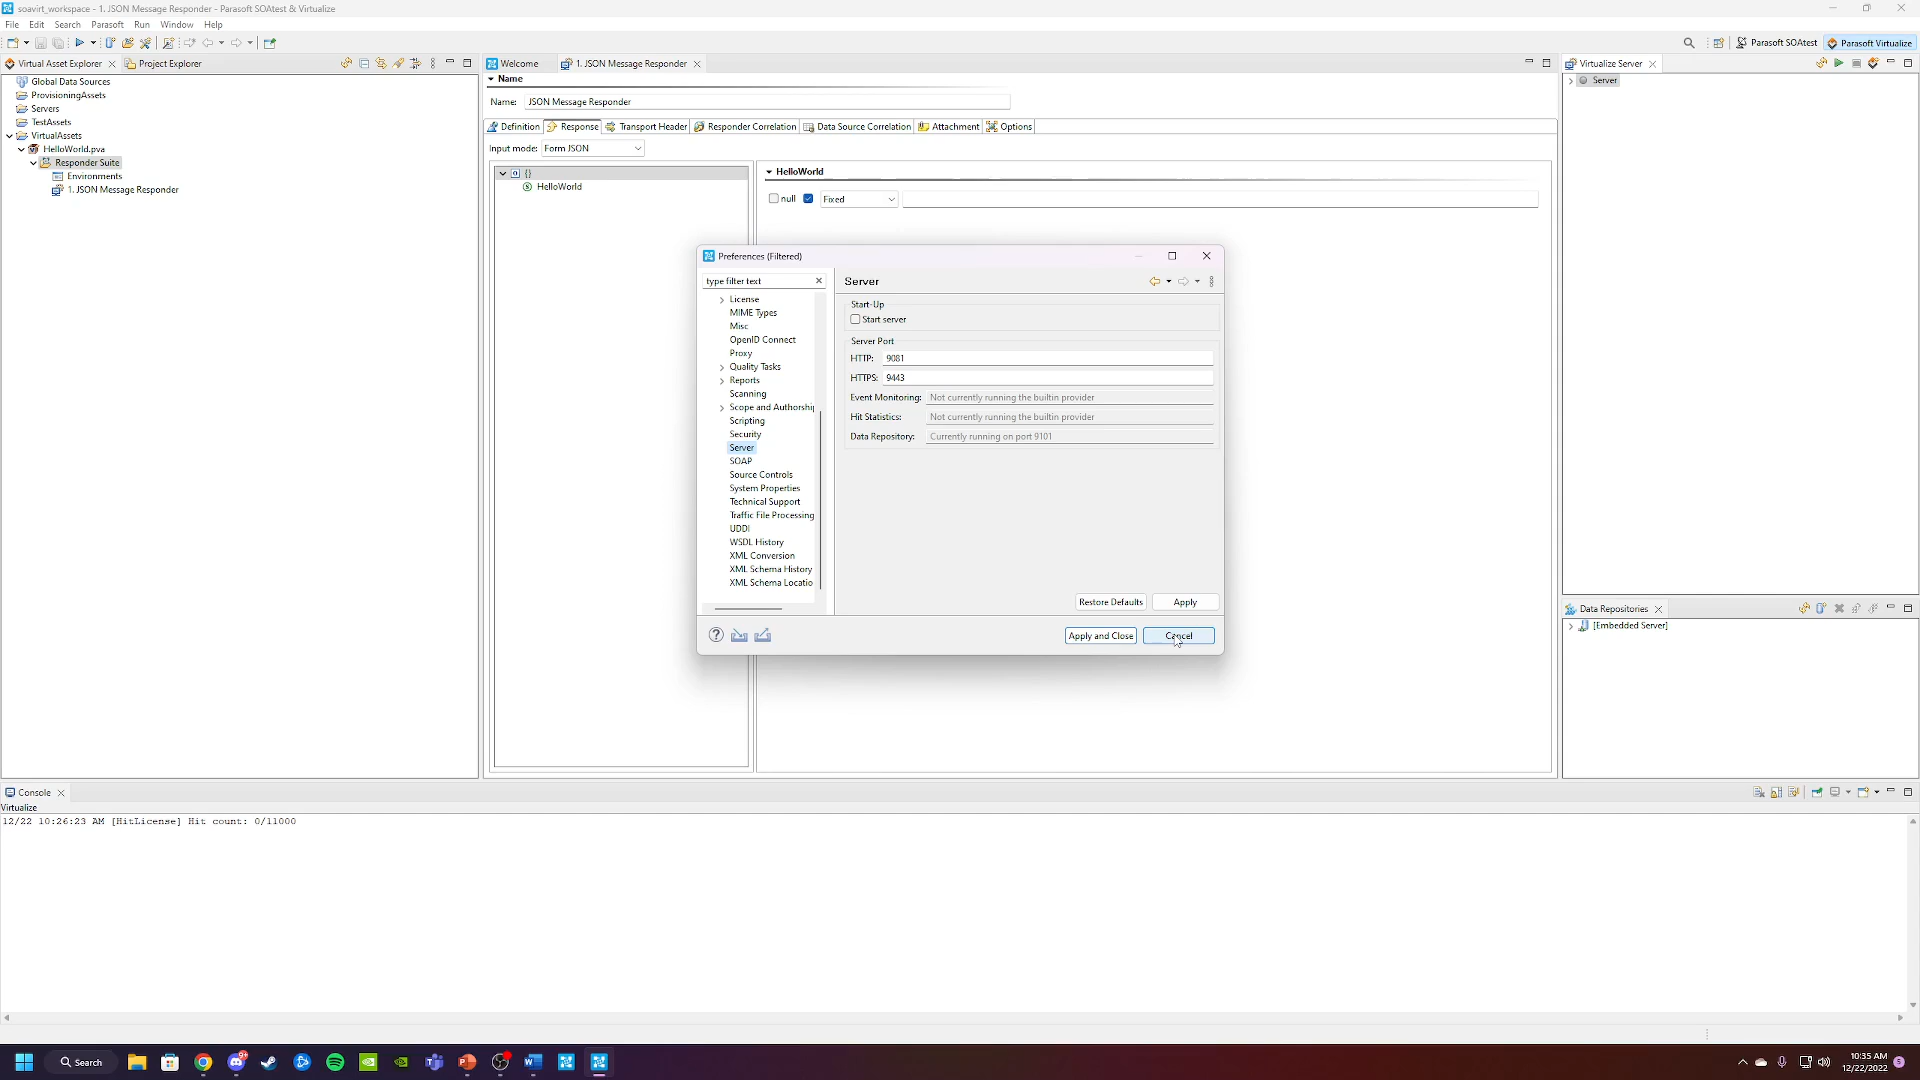 soavirt_workspace - 1. JSON Message Responder - Parasoft SOAtest & Virtualize
File Edit Search Parasoft Run Window Help
Parasoft SOAtest Parasoft Virtualize
Virtual Asset Explorer Project Explorer
Global Data Sources
ProvisioningAssets
Servers
TestAssets
VirtualAssets
HelloWorld.pva
Responder Suite
Environments
1. JSON Message Responder
Welcome 1. JSON Message Responder
Name
Name: JSON Message Responder
Definition Response Transport Header Responder Correlation Data Source Correlation Attachment Options
Input mode: Form JSON
{}
HelloWorld
HelloWorld
null Fixed
Preferences (Filtered)
type filter text
License
MIME Types
Misc
OpenID Connect
Proxy
Quality Tasks
Reports
Scanning
Scope and Authorship
Scripting
Security
Server
SOAP
Source Controls
System Properties
Technical Support
Traffic File Processing
UDDI
WSDL History
XML Conversion
XML Schema History
XML Schema Locatio
Server
Start-Up
Start server
Server Port
HTTP: 9081
HTTPS: 9443
Event Monitoring: Not currently running the builtin provider
Hit Statistics: Not currently running the builtin provider
Data Repository: Currently running on port 9101
Restore Defaults Apply
Apply and Close Cancel
Virtualize Server
Server
Data Repositories
[Embedded Server]
Console
Virtualize
12/22 10:26:23 AM [HitLicense] Hit count: 0/11000
Search
10:35 AM
12/22/2022
5